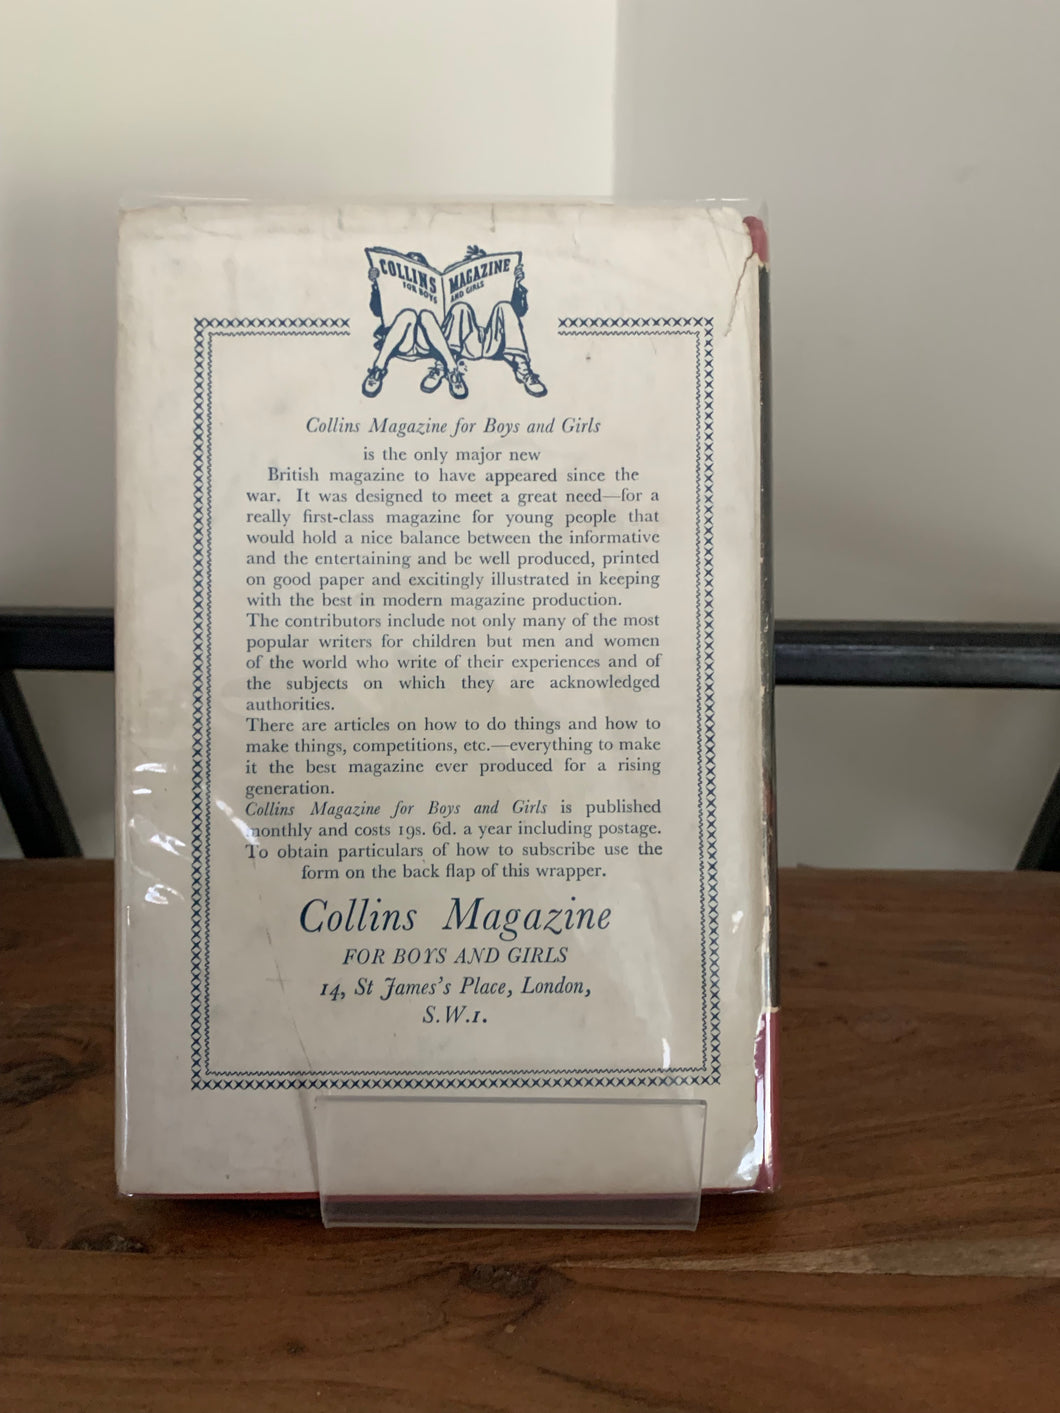 COLLINS MAGAZINE
FOR BOYS AND GIRLS
Collins Magazine for Boys and Girls
is the only major new
British magazine to have appeared since the
war. It was designed to meet a great need—for a
really first-class magazine for young people that
would hold a nice balance between the informative
and the entertaining and be well produced, printed
on good paper and excitingly illustrated in keeping
with the best in modern magazine production.
The contributors include not only many of the most
popular writers for children but men and women
of the world who write of their experiences and of
the subjects on which they are acknowledged
authorities.
There are articles on how to do things and how to
make things, competitions, etc.—everything to make
it the best magazine ever produced for a rising
generation.
Collins Magazine for Boys and Girls is published
monthly and costs 19s. 6d. a year including postage.
To obtain particulars of how to subscribe use the
form on the back flap of this wrapper.
Collins Magazine
FOR BOYS AND GIRLS
14, St James's Place, London,
S.W.1.